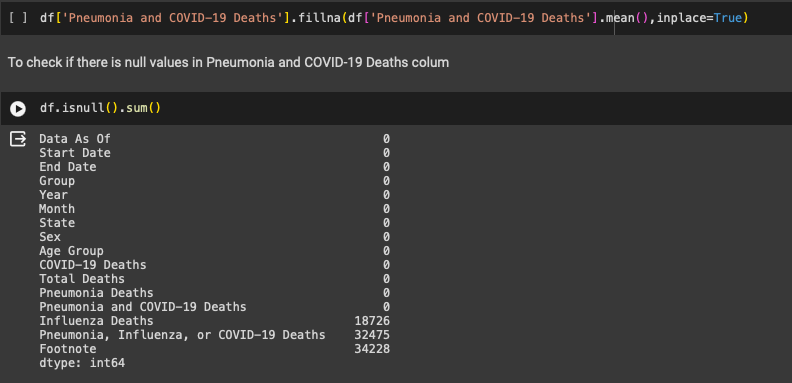 [ ] df['Pneumonia and COVID-19 Deaths'].fillna(df['Pneumonia and COVID-19 Deaths'].mean(),inplace=True)
To check if there is null values in Pneumonia and COVID-19 Deaths colum
df.isnull().sum()
Data As Of 0
Start Date 0
End Date 0
Group 0
Year 0
Month 0
State 0
Sex 0
Age Group 0
COVID-19 Deaths 0
Total Deaths 0
Pneumonia Deaths 0
Pneumonia and COVID-19 Deaths 0
Influenza Deaths 18726
Pneumonia, Influenza, or COVID-19 Deaths 32475
Footnote 34228
dtype: int64